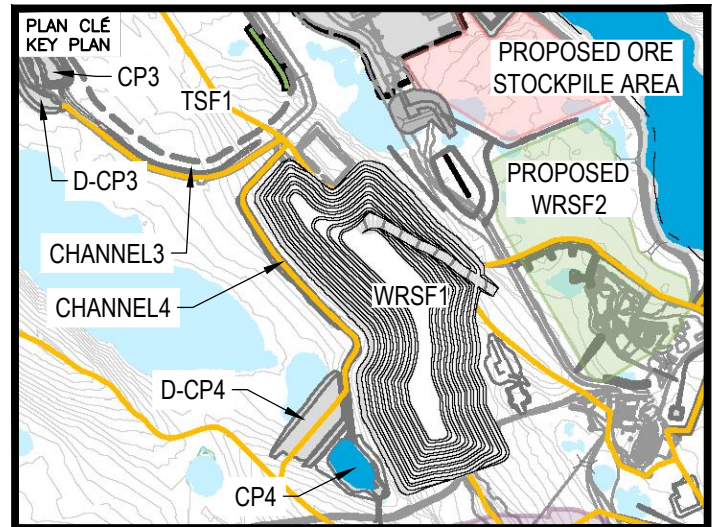 PLAN CLÉ
KEY PLAN
CP3
TSF1
PROPOSED ORE
STOCKPILE AREA
D-CP3
PROPOSED
WRSF2
CHANNEL3
CHANNEL4
WRSF1
D-CP4
CP4